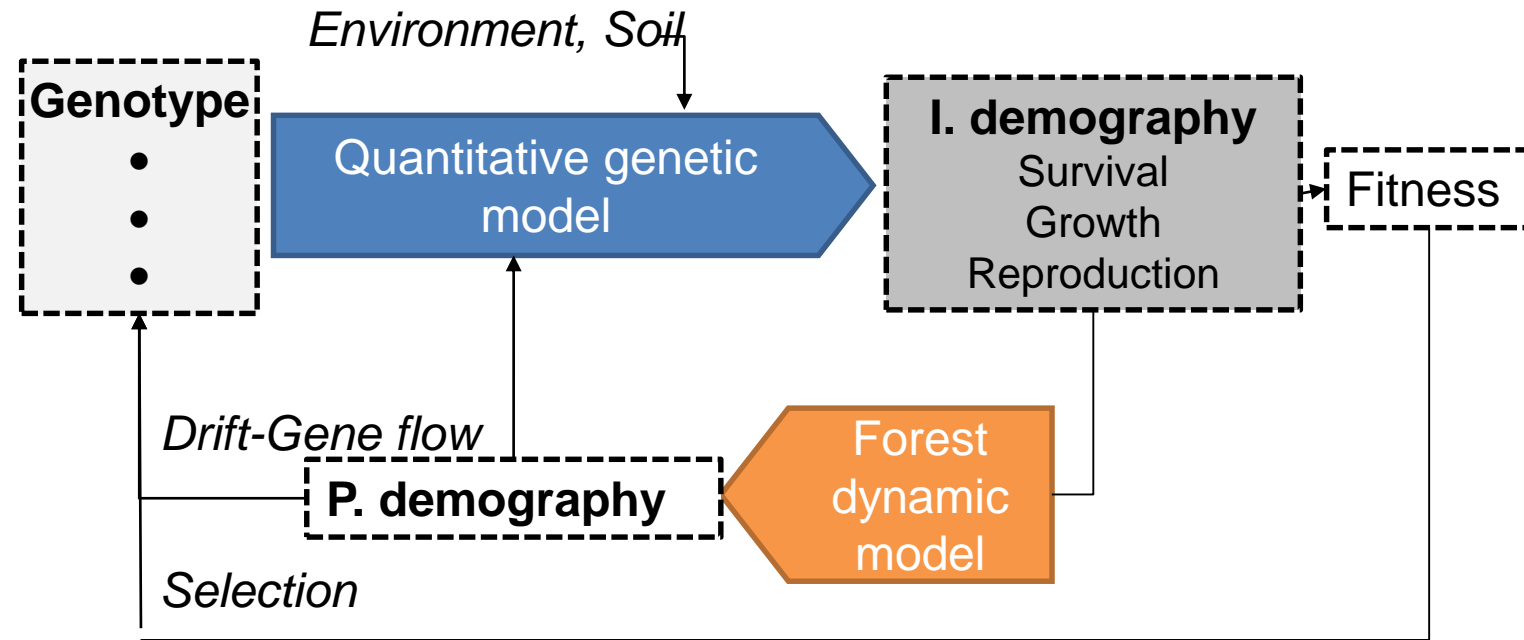 Environment, Soil
Genotype
•
•
•
Quantitative genetic
model
I. demography
Survival
Growth
Reproduction
Fitness
Drift-Gene flow
P. demography
Forest
dynamic
model
Selection